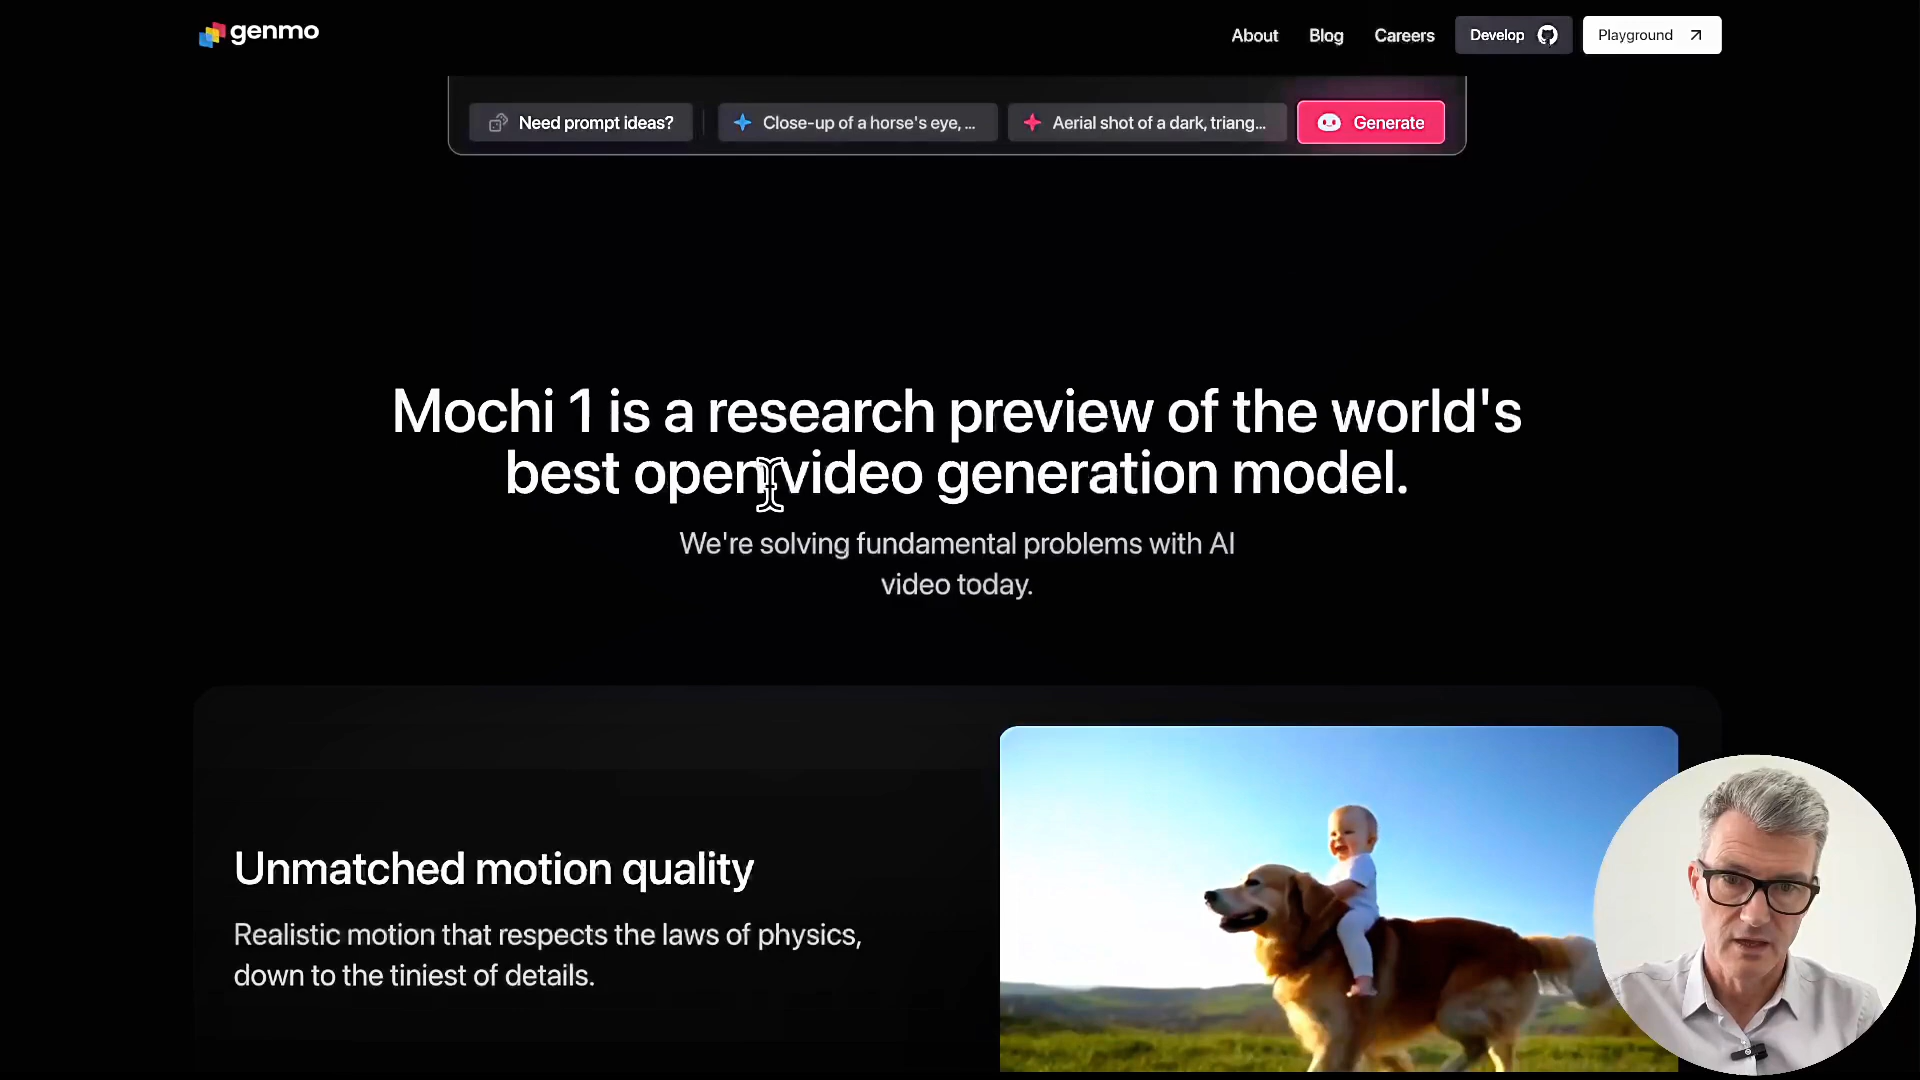 genmo
About Blog Careers Develop Playground
Need prompt ideas? Close-up of a horse's eye, ... Aerial shot of a dark, triang... Generate
Mochi 1 is a research preview of the world's
best open video generation model.
We're solving fundamental problems with AI
video today.
Unmatched motion quality
Realistic motion that respects the laws of physics,
down to the tiniest of details.